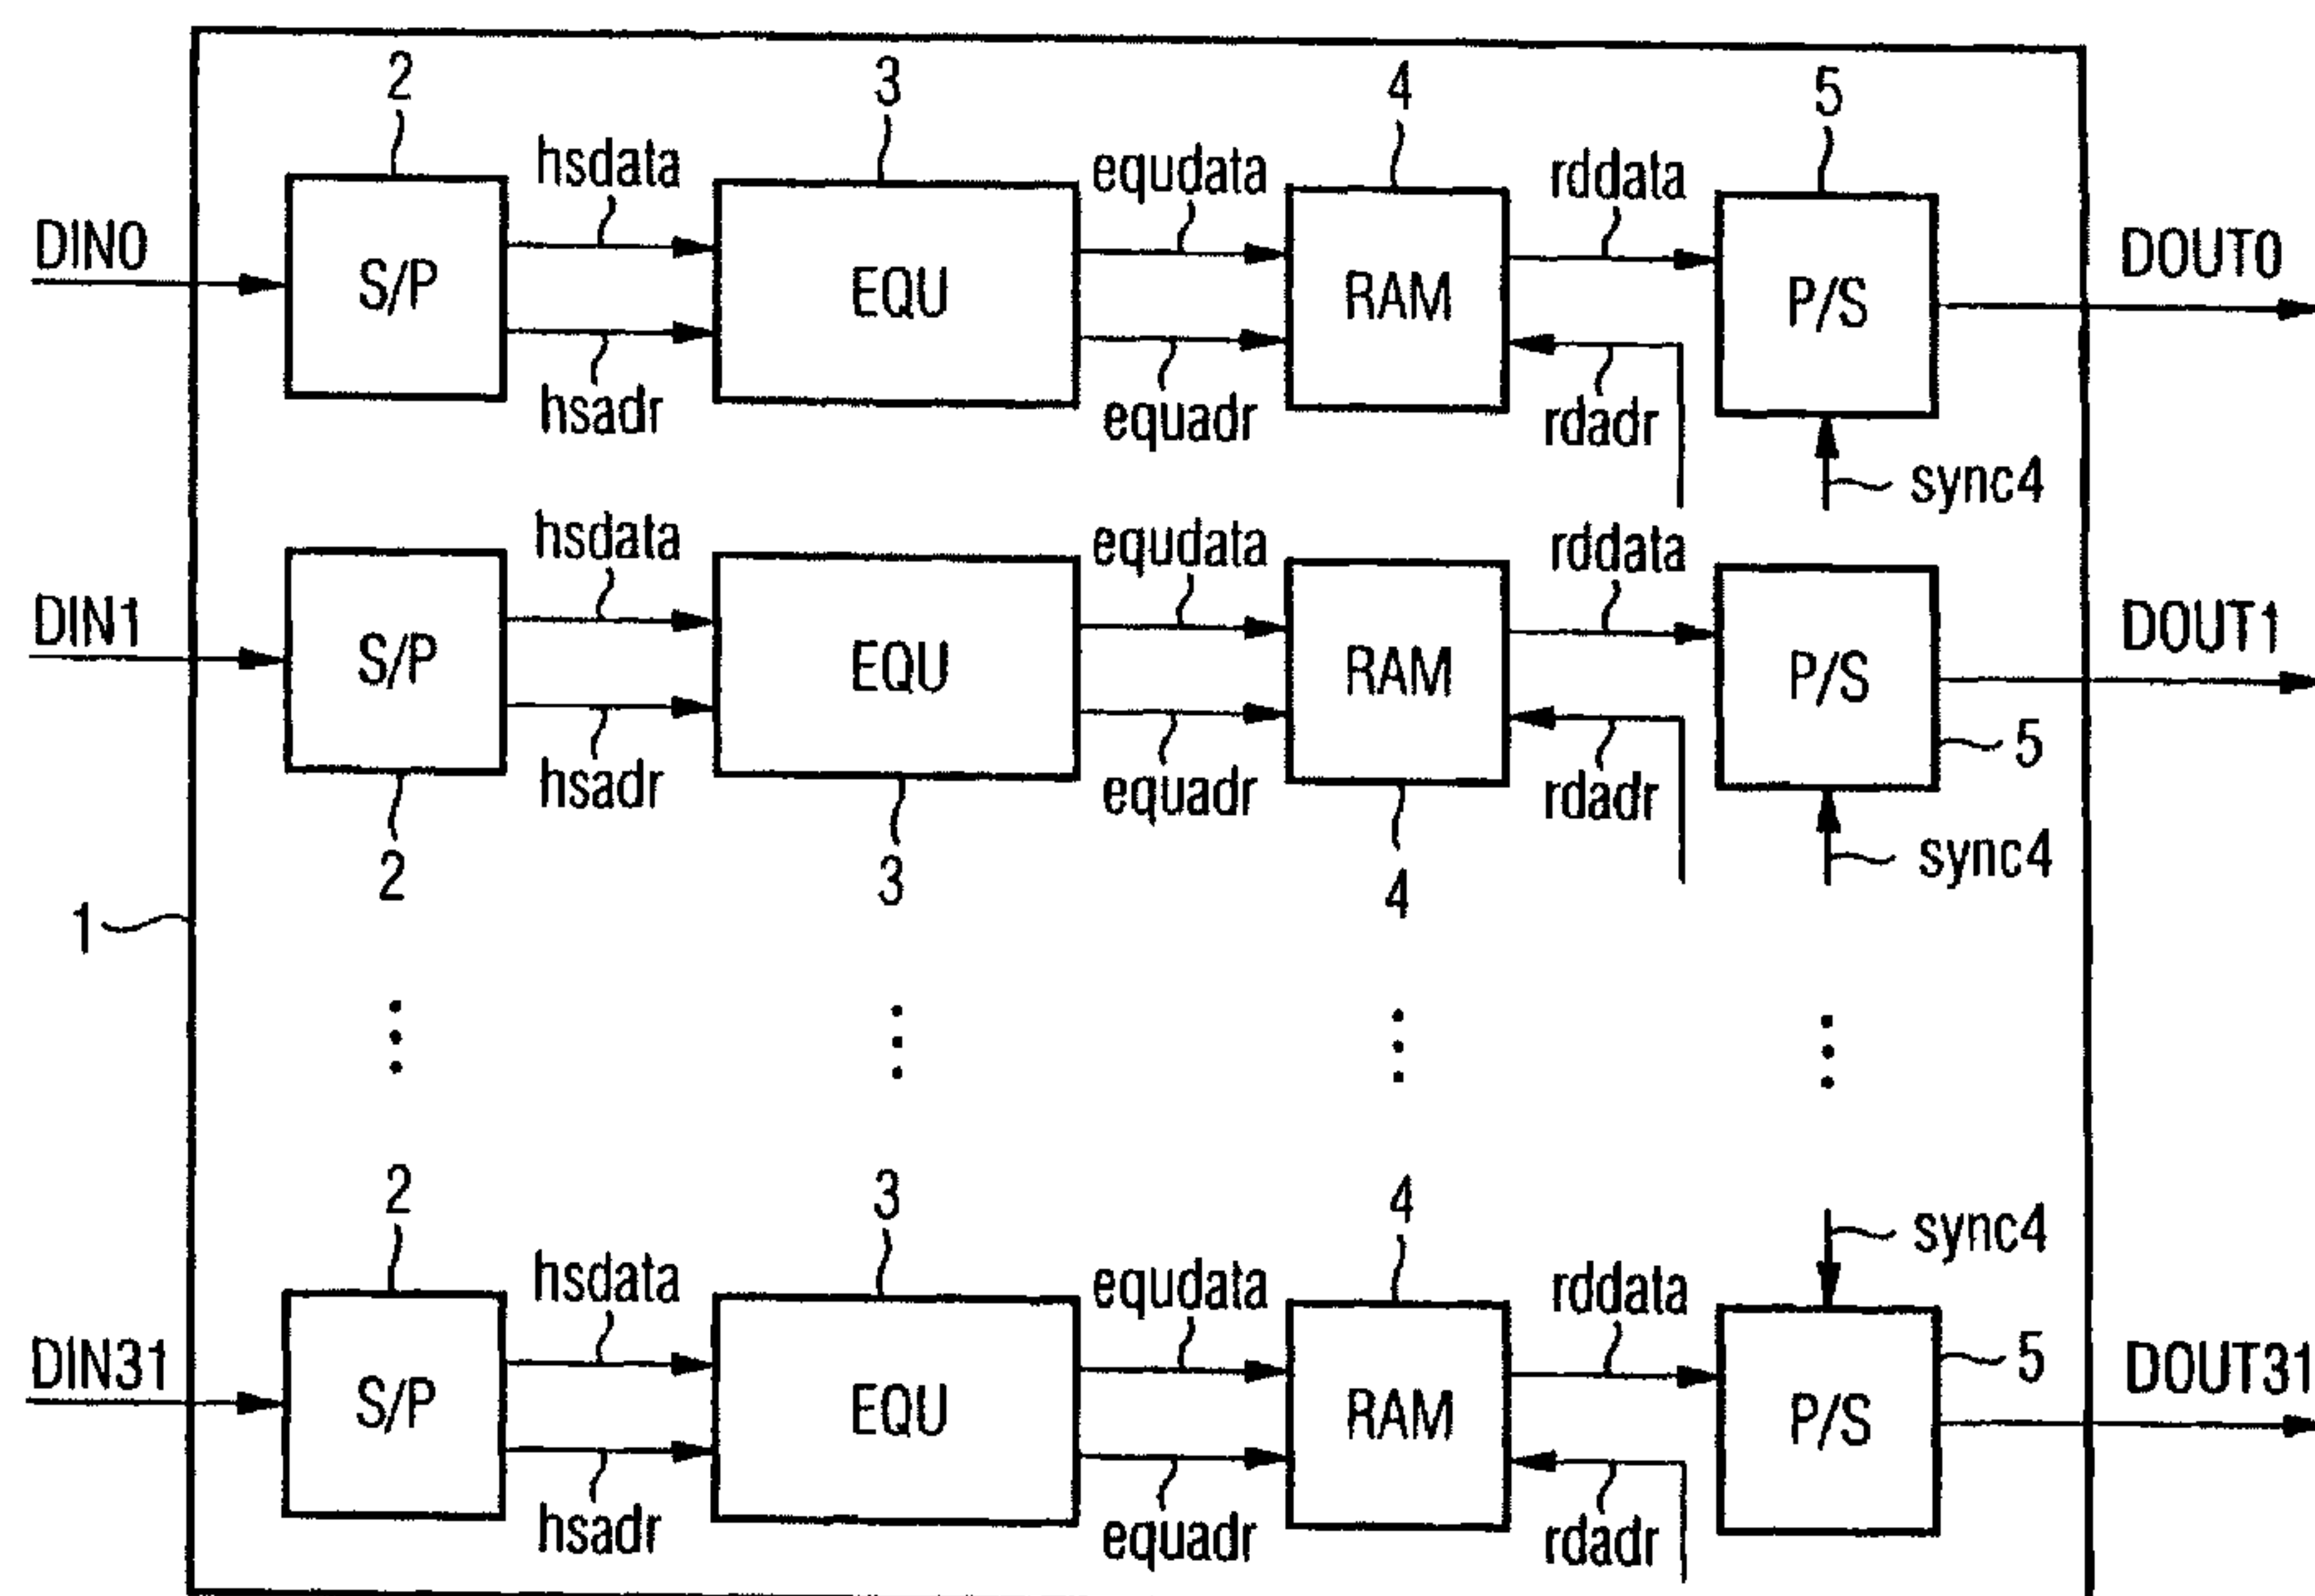 2 3 4 5
hsdata equdata rddata
DIN0 S/P EQU RAM P/S DOUT0
hsadr equadr rdadr
sync4
hsdata equdata rddata
DIN1 S/P EQU RAM P/S DOUT1
5
hsadr equadr rdadr
sync4
2 3 4
1
2 3 4
sync4
hsdata equdata rddata
5
DIN31 S/P EQU RAM P/S DOUT31
hsadr equadr rdadr